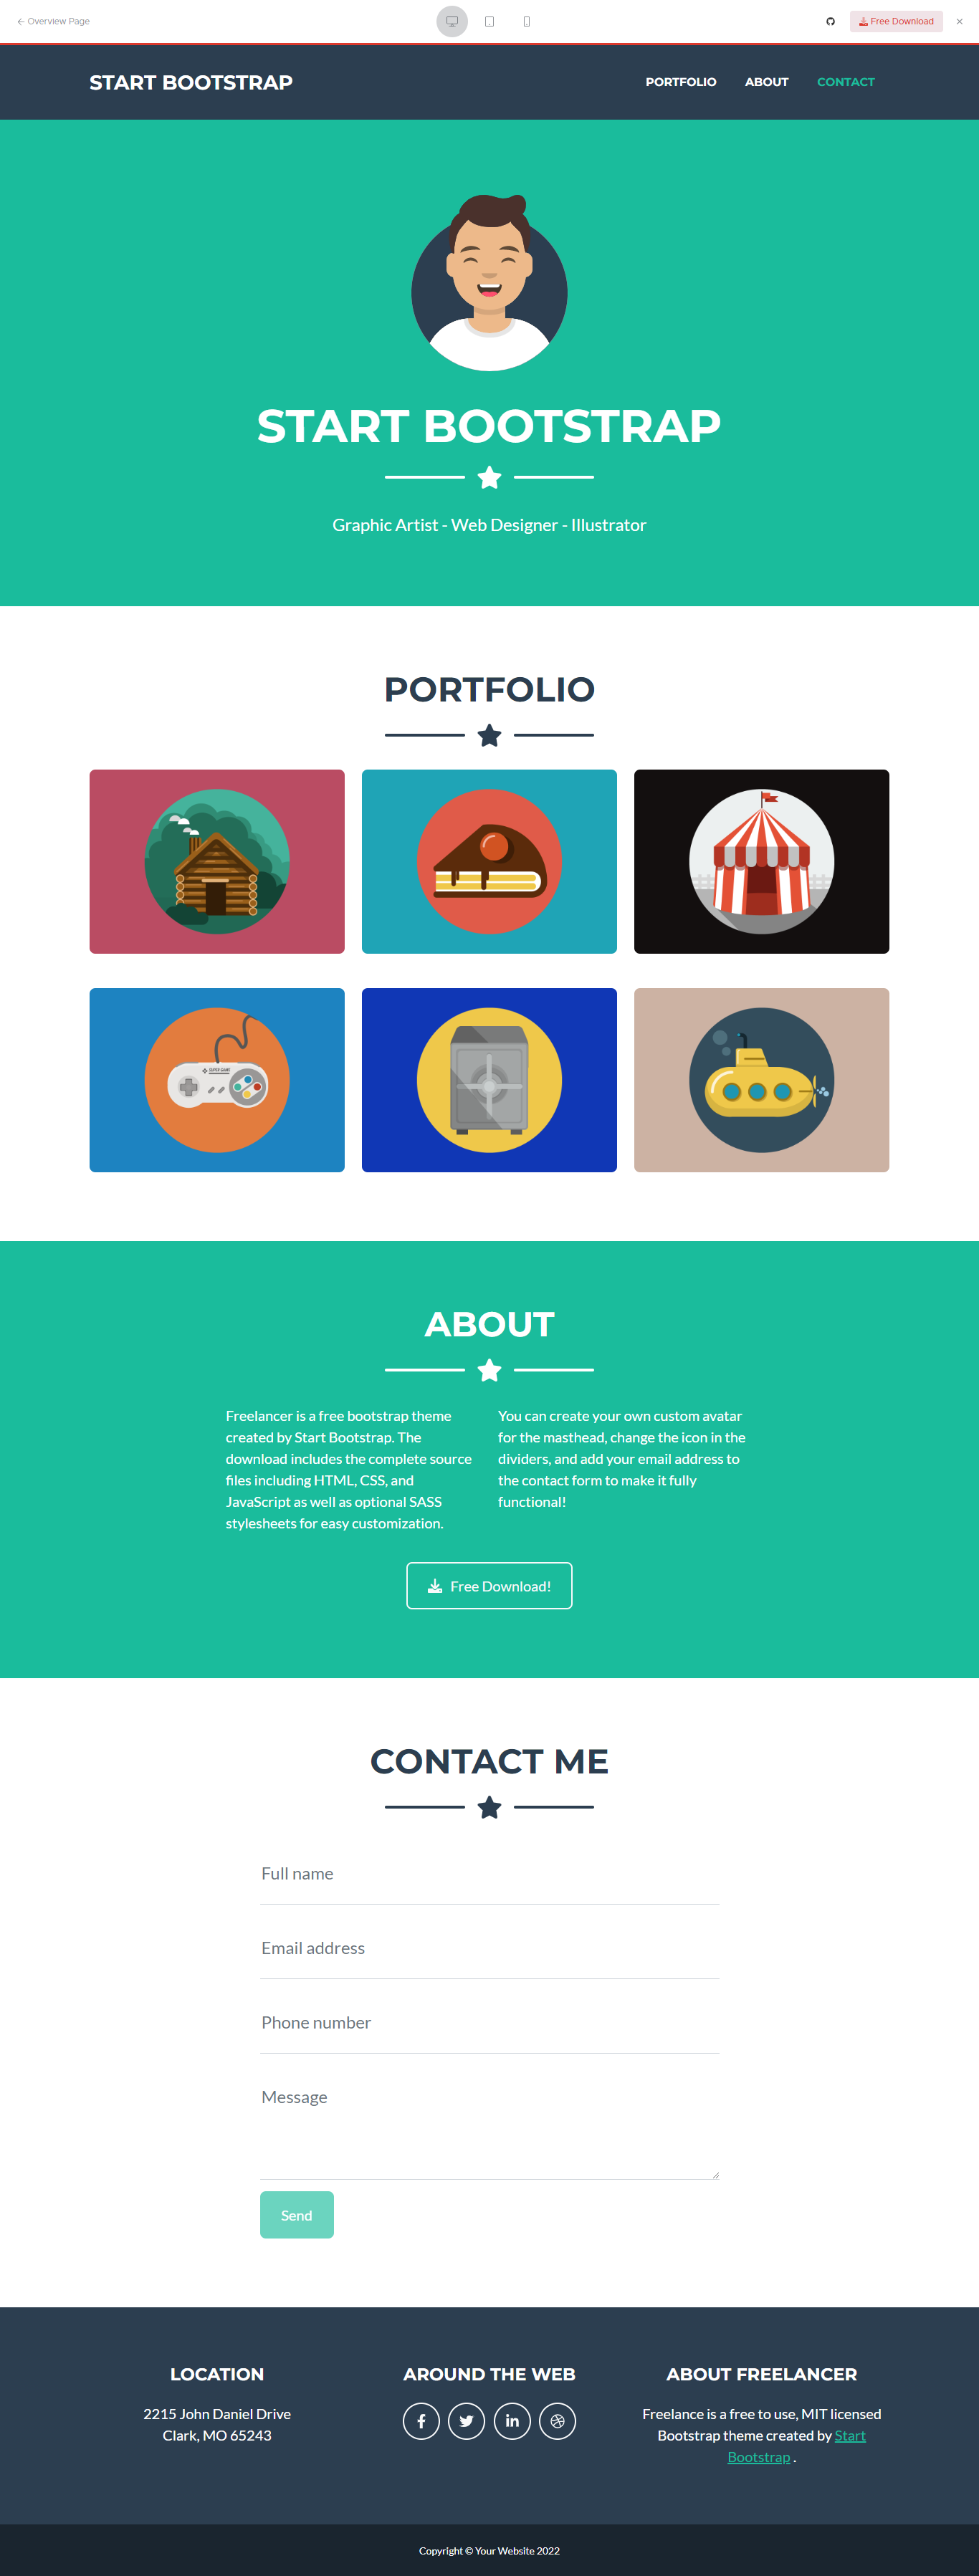 Overview Page
Free Download
START BOOTSTRAP
PORTFOLIO
ABOUT
CONTACT
START BOOTSTRAP
Graphic Artist - Web Designer - Illustrator
PORTFOLIO
SUPER GAME
ABOUT
Freelancer is a free bootstrap theme
created by Start Bootstrap. The
download includes the complete source
files including HTML, CSS, and
JavaScript as well as optional SASS
stylesheets for easy customization.
You can create your own custom avatar
for the masthead, change the icon in the
dividers, and add your email address to
the contact form to make it fully
functional!
Free Download!
CONTACT ME
Full name
Email address
Phone number
Message
Send
LOCATION
2215 John Daniel Drive
Clark, MO 65243
AROUND THE WEB
ABOUT FREELANCER
Freelance is a free to use, MIT licensed
Bootstrap theme created by Start
Bootstrap .
Copyright © Your Website 2022